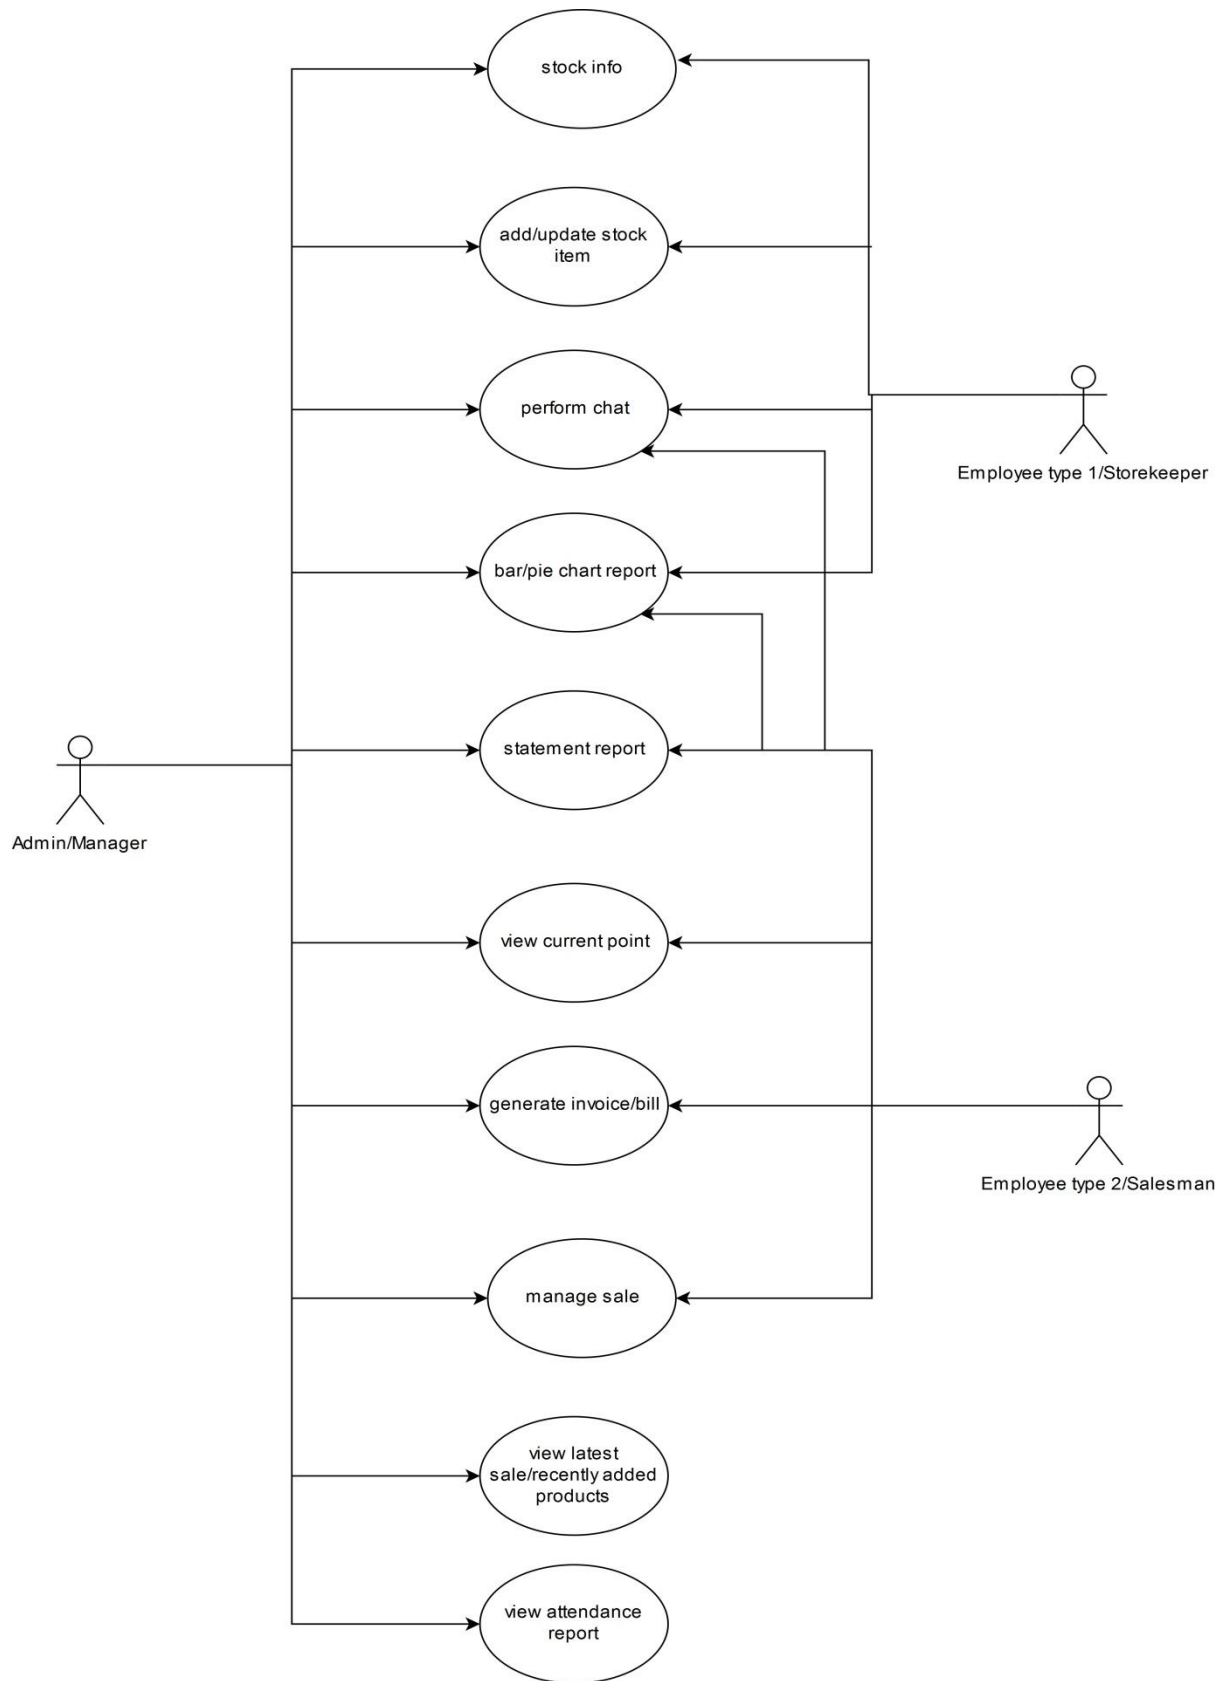 stock info
add/update stock
item
perform chat
Employee type 1/Storekeeper
bar/pie chart report
statement report
Admin/Manager
view current point
generate invoice/bill
Employee type 2/Salesman
manage sale
view latest
sale/recently added
products
view attendance
report